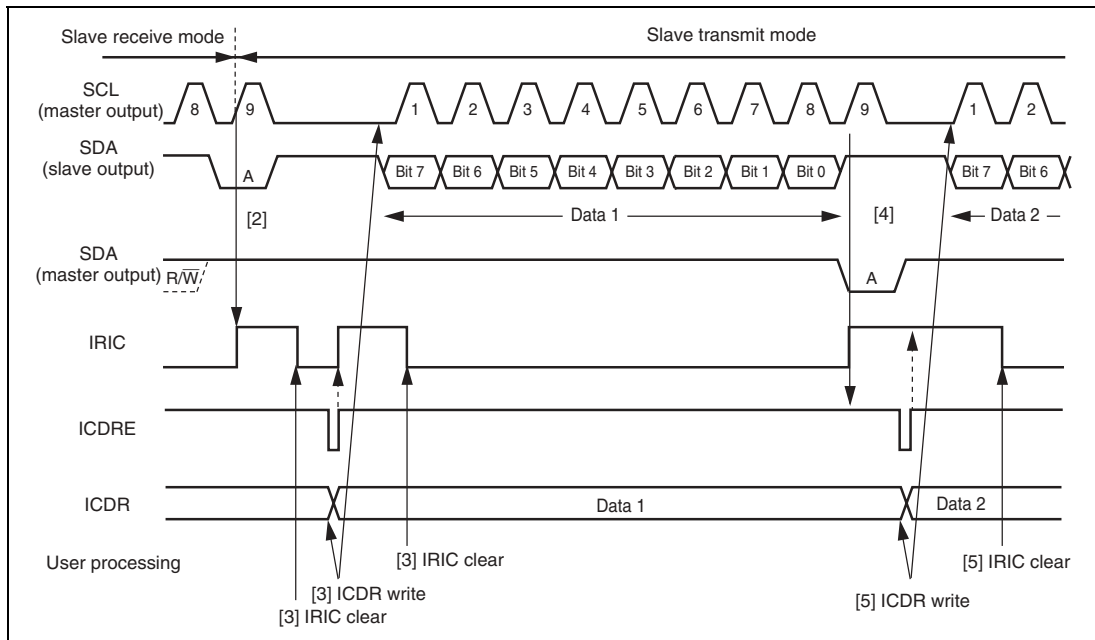 Slave receive mode Slave transmit mode
SCL
(master output)
8 9 1 2 3 4 5 6 7 8 9 1 2
SDA
(slave output)
A Bit 7 Bit 6 Bit 5 Bit 4 Bit 3 Bit 2 Bit 1 Bit 0 Bit 7 Bit 6
[2] Data 1 [4] Data 2
SDA
(master output)
R/W̅ A
IRIC
ICDRE
ICDR Data 1 Data 2
User processing
[3] IRIC clear [5] IRIC clear
[3] ICDR write [5] ICDR write
[3] IRIC clear